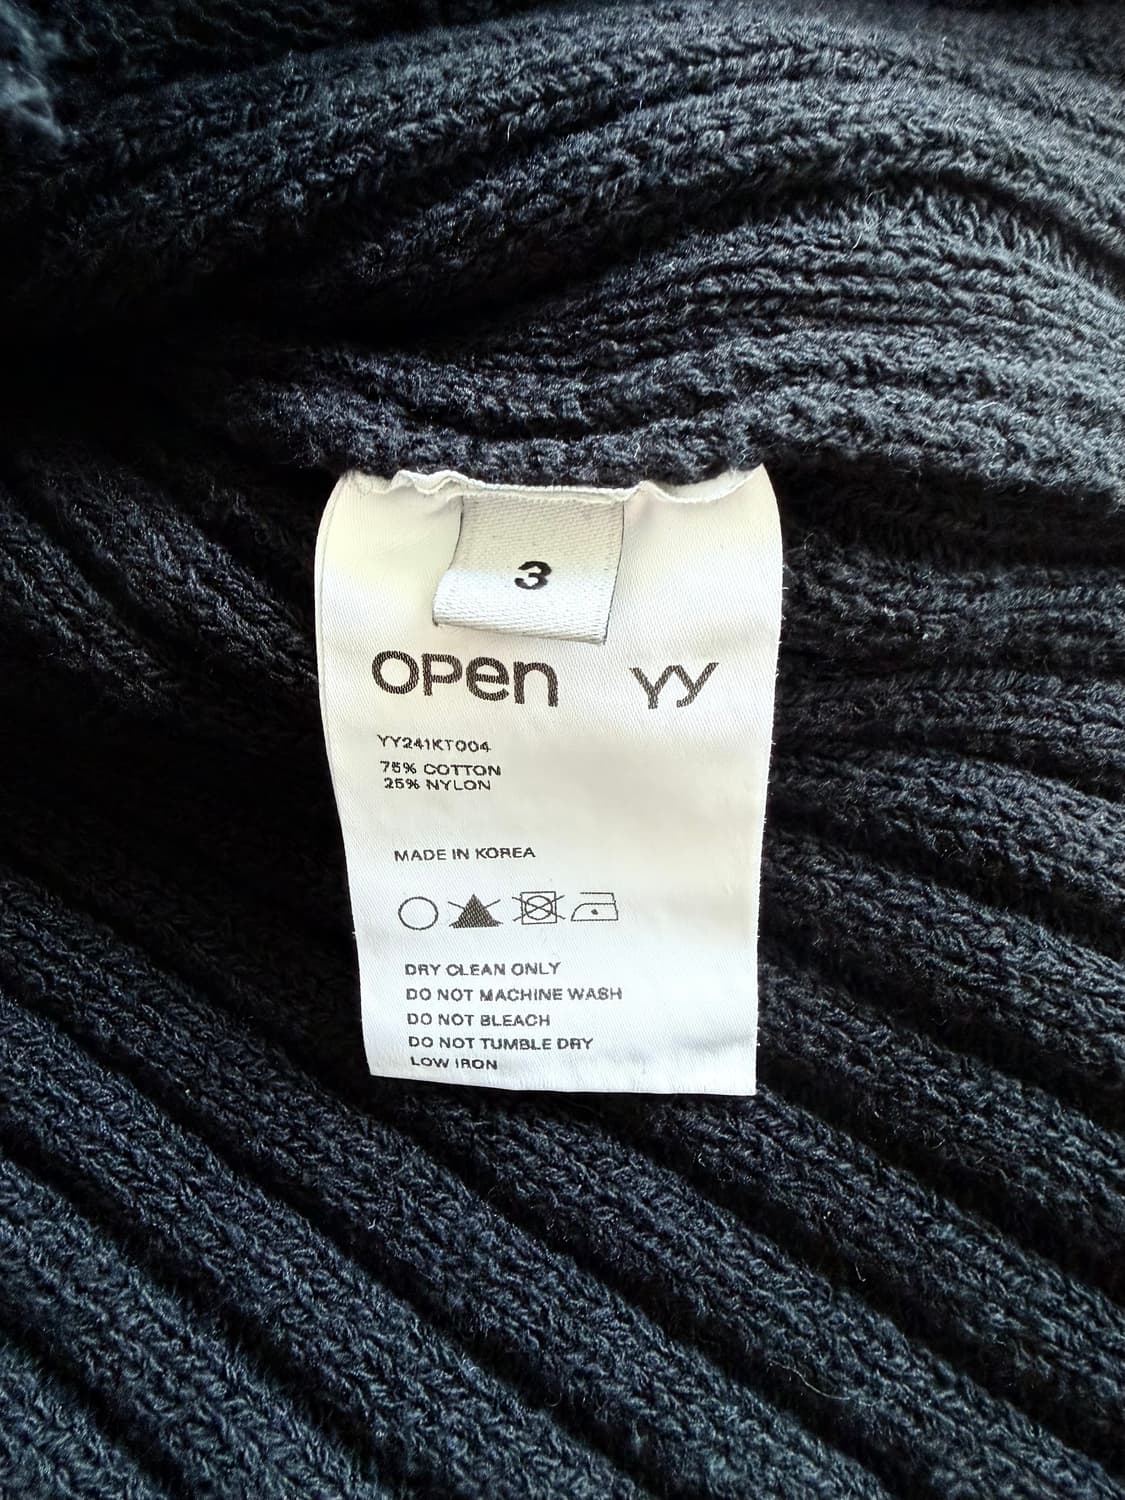 3
open YY
YY241KT004
75% COTTON
25% NYLON
MADE IN KOREA
DRY CLEAN ONLY
DO NOT MACHINE WASH
DO NOT BLEACH
DO NOT TUMBLE DRY
LOW IRON